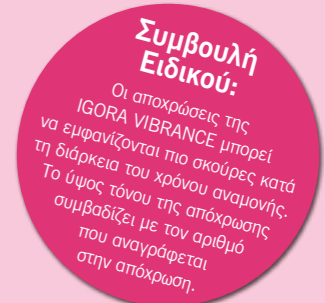 Συμβουλή
Ειδικού:
Οι αποχρώσεις της
IGORA VIBRANCE μπορεί
να εμφανίζονται πιο σκούρες κατά
τη διάρκεια του χρόνου αναμονής.
Το ύψος τόνου της απόχρωσης
συμβαδίζει με τον αριθμό
που αναγράφεται
στην απόχρωση.